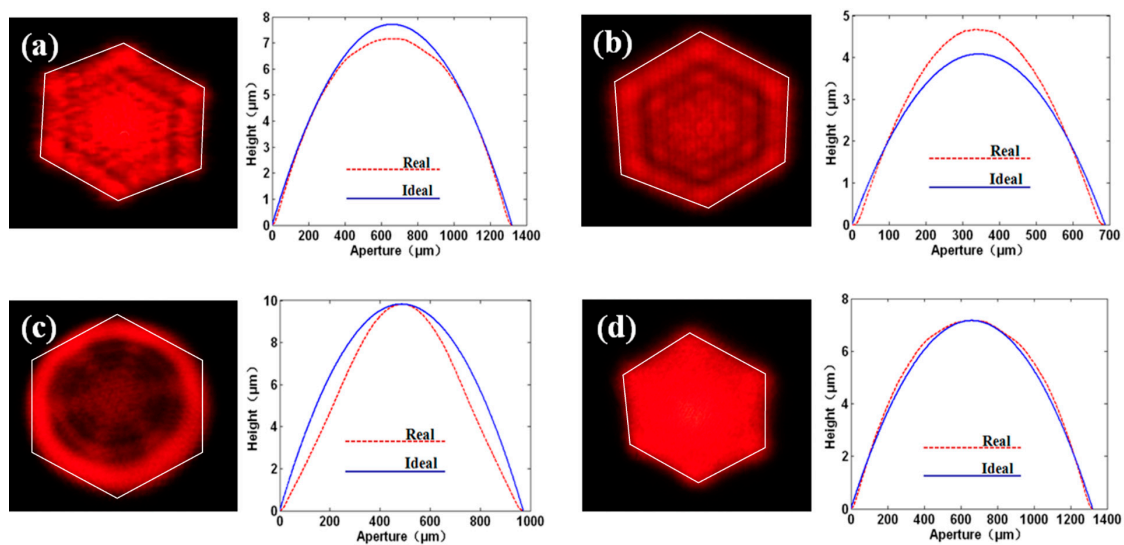 (a)
8
7
6
5
4
3
2
1
0
Height (μm)
Real
Ideal
0 200 400 600 800 1000 1200 1400
Aperture (μm)
(b)
5
4
3
2
1
0
Height (μm)
Real
Ideal
0 100 200 300 400 500 600 700
Aperture (μm)
(c)
10
8
6
4
2
0
Height (μm)
Real
Ideal
0 200 400 600 800 1000
Aperture (μm)
(d)
8
6
4
2
0
Height (μm)
Real
Ideal
0 200 400 600 800 1000 1200 1400
Aperture (μm)